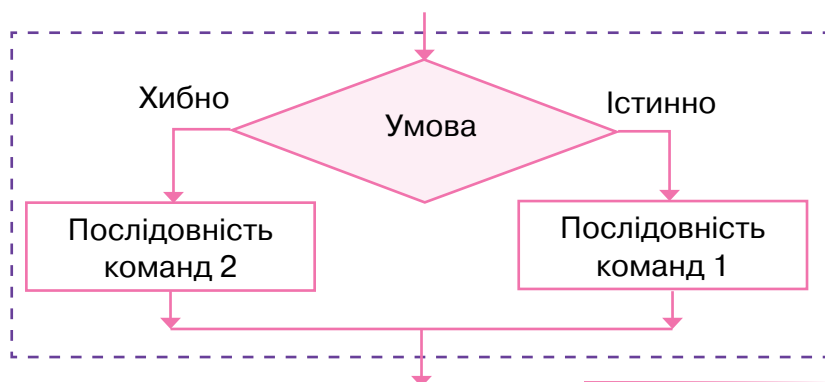 Хибно
Умова
Істинно
Послідовність
команд 2
Послідовність
команд 1